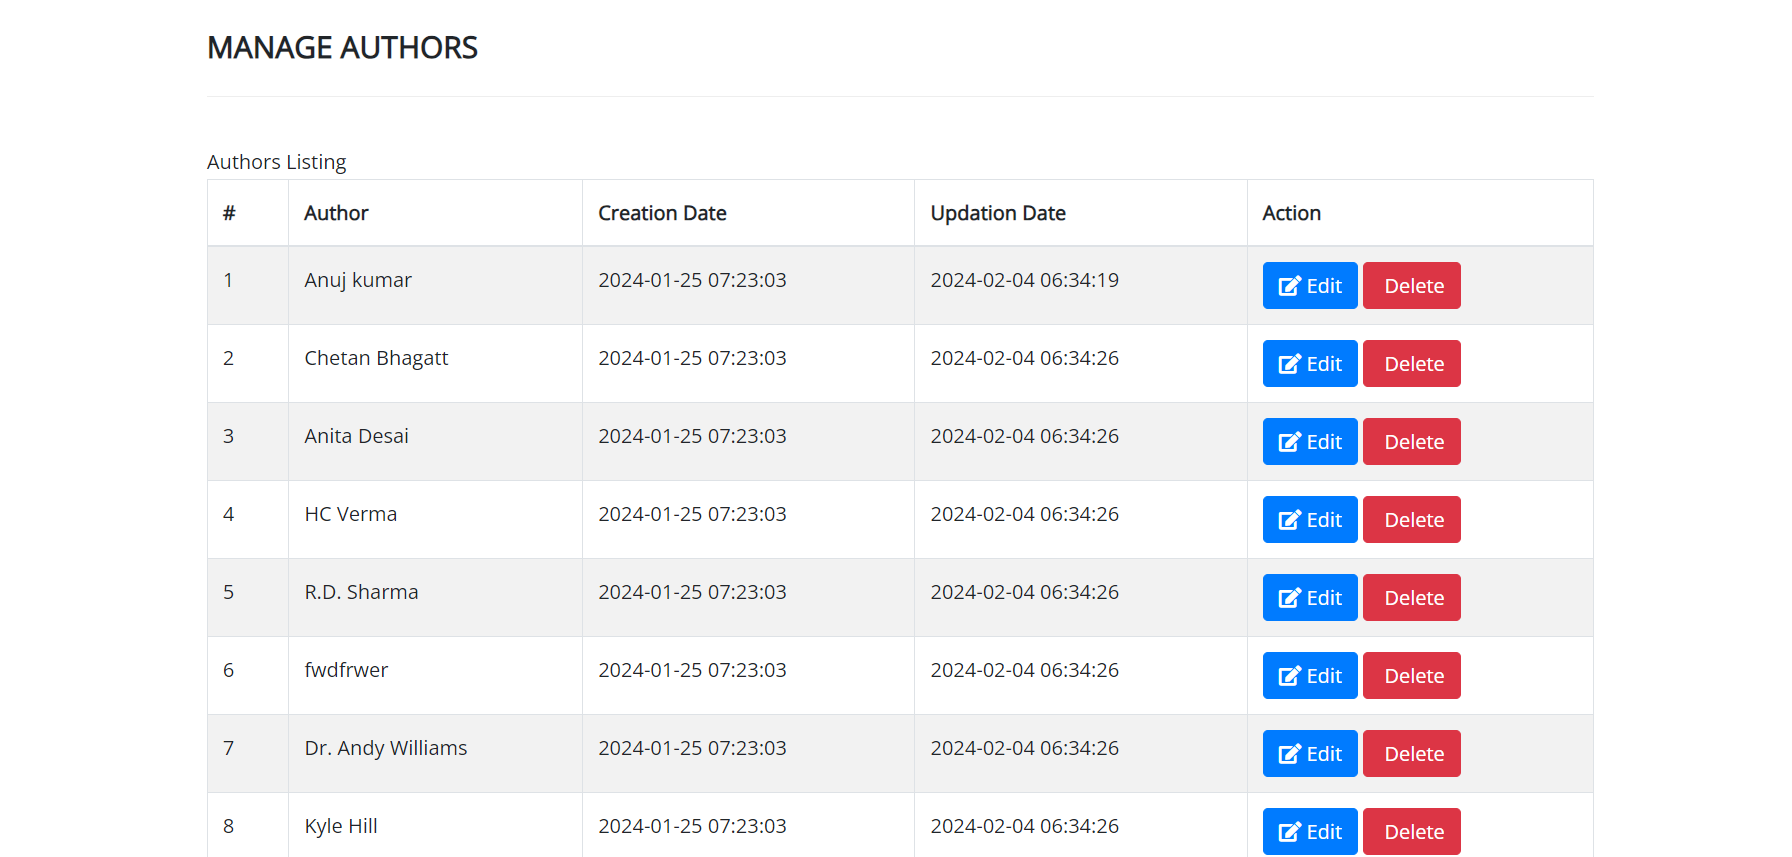 MANAGE AUTHORS
Authors Listing
# Author Creation Date Updation Date Action
1 Anuj kumar 2024-01-25 07:23:03 2024-02-04 06:34:19 Edit Delete
2 Chetan Bhagatt 2024-01-25 07:23:03 2024-02-04 06:34:26 Edit Delete
3 Anita Desai 2024-01-25 07:23:03 2024-02-04 06:34:26 Edit Delete
4 HC Verma 2024-01-25 07:23:03 2024-02-04 06:34:26 Edit Delete
5 R.D. Sharma 2024-01-25 07:23:03 2024-02-04 06:34:26 Edit Delete
6 fwdfrwer 2024-01-25 07:23:03 2024-02-04 06:34:26 Edit Delete
7 Dr. Andy Williams 2024-01-25 07:23:03 2024-02-04 06:34:26 Edit Delete
8 Kyle Hill 2024-01-25 07:23:03 2024-02-04 06:34:26 Edit Delete